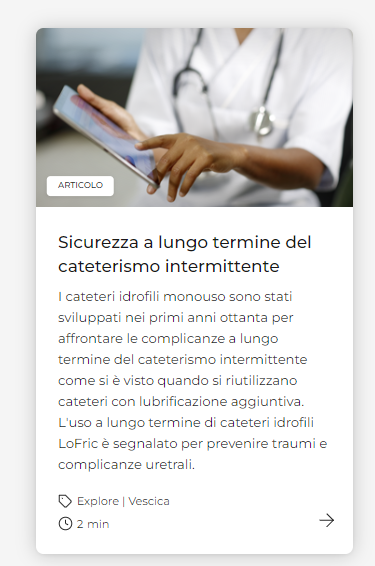 ARTICOLO
Sicurezza a lungo termine del
cateterismo intermittente
I cateteri idrofili monouso sono stati
sviluppati nei primi anni ottanta per
affrontare le complicanze a lungo
termine del cateterismo intermittente
come si è visto quando si riutilizzano
cateteri con lubrificazione aggiuntiva.
L'uso a lungo termine di cateteri idrofili
LoFric è segnalato per prevenire traumi e
complicanze uretrali.
Explore | Vescica
2 min